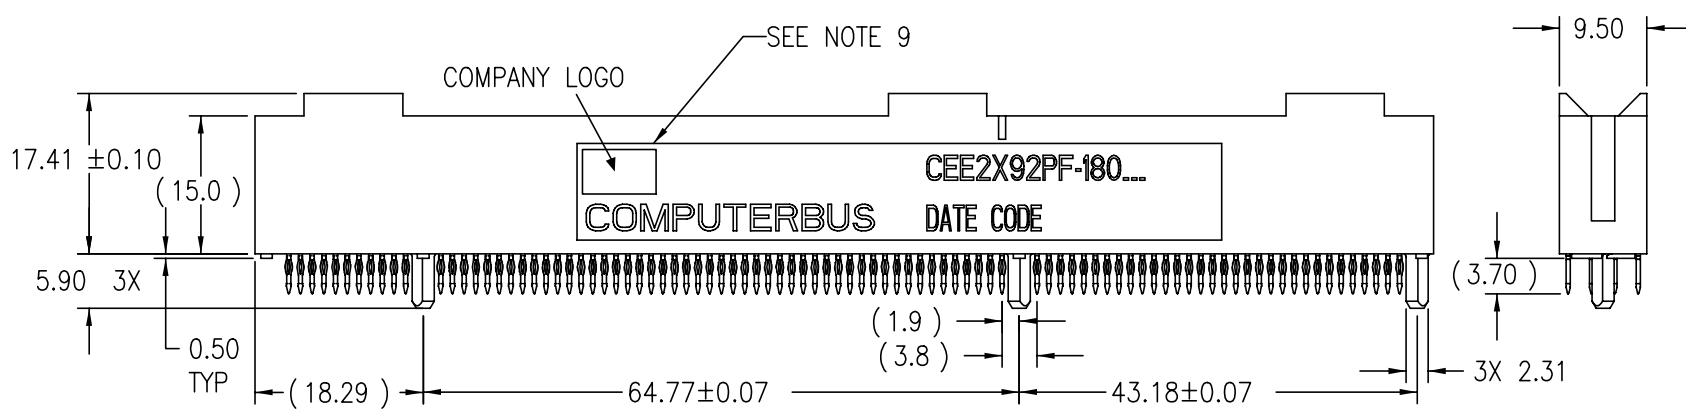 SEE NOTE 9
9.50
COMPANY LOGO
17.41 ±0.10
(15.0)
CEE2X92PF-180...
COMPUTERBUS
DATE CODE
5.90 3X
(3.70)
(1.9)
(3.8)
0.50
TYP
3X 2.31
(18.29)
64.77±0.07
43.18±0.07